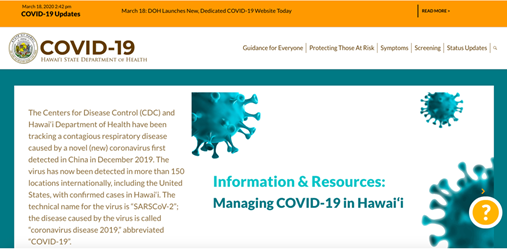 March 18, 2020 2:42 pm
COVID-19 Updates
March 18: DOH Launches New, Dedicated COVID-19 Website Today
READ MORE >
COVID-19
HAWAI'I STATE DEPARTMENT OF HEALTH
Guidance for Everyone | Protecting Those At Risk | Symptoms | Screening | Status Updates
The Centers for Disease Control (CDC) and
Hawai'i Department of Health have been
tracking a contagious respiratory disease
caused by a novel (new) coronavirus first
detected in China in December 2019. The
virus has now been detected in more than 150
locations internationally, including the United
States, with confirmed cases in Hawai'i. The
technical name for the virus is "SARSCoV-2";
the disease caused by the virus is called
"coronavirus disease 2019," abbreviated
"COVID-19".
Information & Resources:
Managing COVID-19 in Hawai'i
?